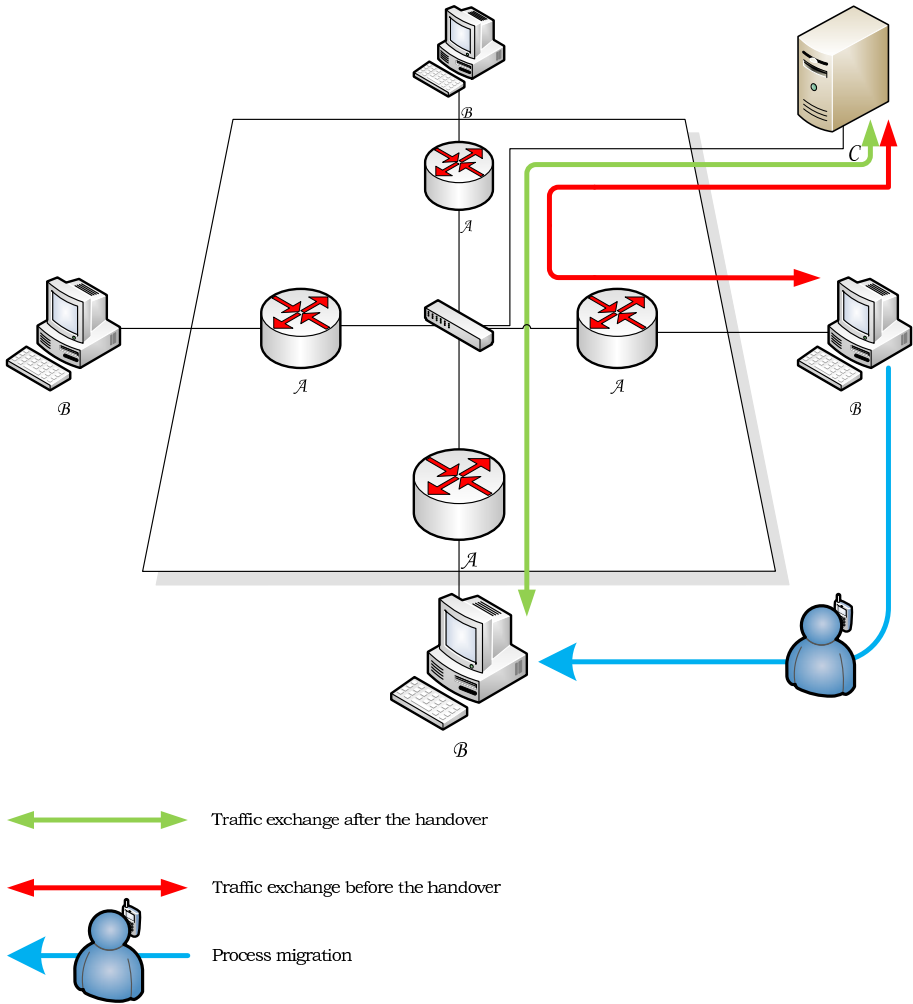 B
C
A
A
A
B
B
A
B
Traffic exchange after the handover
Traffic exchange before the handover
Process migration